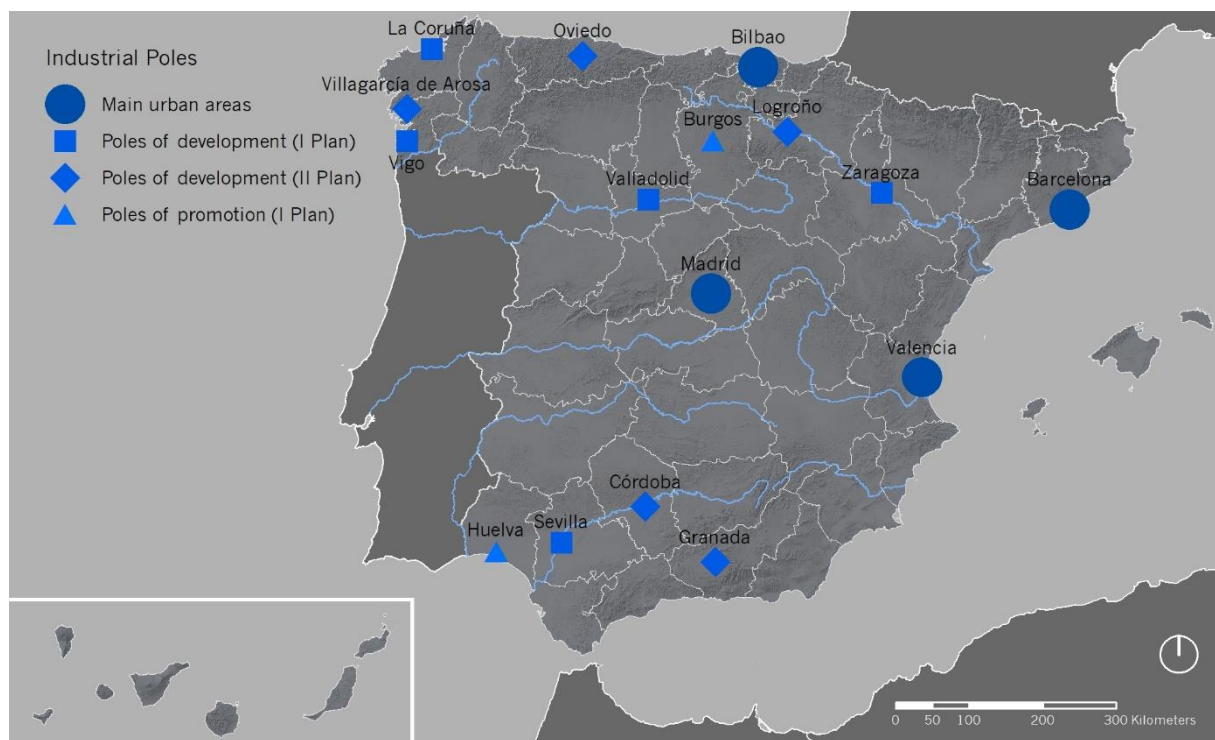 Industrial Poles
Main urban areas
Poles of development (I Plan)
Poles of development (II Plan)
Poles of promotion (I Plan)
La Coruña
Oviedo
Bilbao
Villagarcía de Arosa
Logroño
Burgos
Vigo
Valladolid
Zaragoza
Barcelona
Madrid
Valencia
Córdoba
Huelva
Sevilla
Granada
0 50 100 200 300 Kilometers